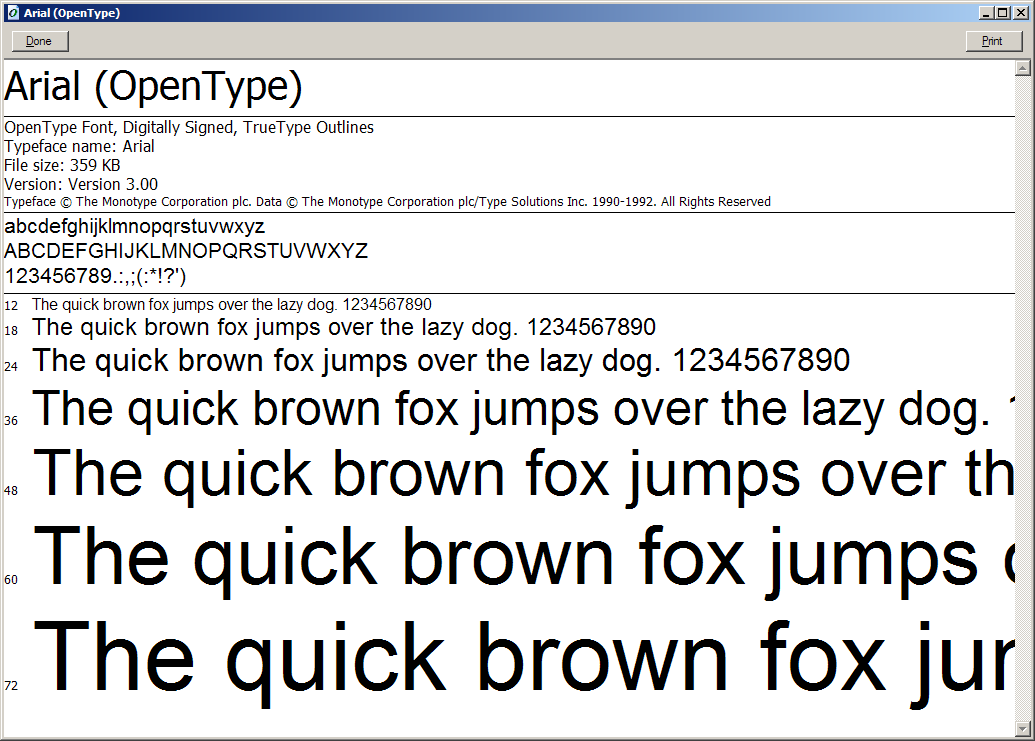 Arial (OpenType)
Done
Print
Arial (OpenType)
OpenType Font, Digitally Signed, TrueType Outlines
Typeface name: Arial
File size: 359 KB
Version: Version 3.00
Typeface © The Monotype Corporation plc. Data © The Monotype Corporation plc/Type Solutions Inc. 1990-1992. All Rights Reserved
abcdefghijklmnopqrstuvwxyz
ABCDEFGHIJKLMNOPQRSTUVWXYZ
123456789.:,;(:*!?')
12 The quick brown fox jumps over the lazy dog. 1234567890
18 The quick brown fox jumps over the lazy dog. 1234567890
24 The quick brown fox jumps over the lazy dog. 1234567890
36 The quick brown fox jumps over the lazy dog.
48 The quick brown fox jumps over th
60 The quick brown fox jumps
72 The quick brown fox jur